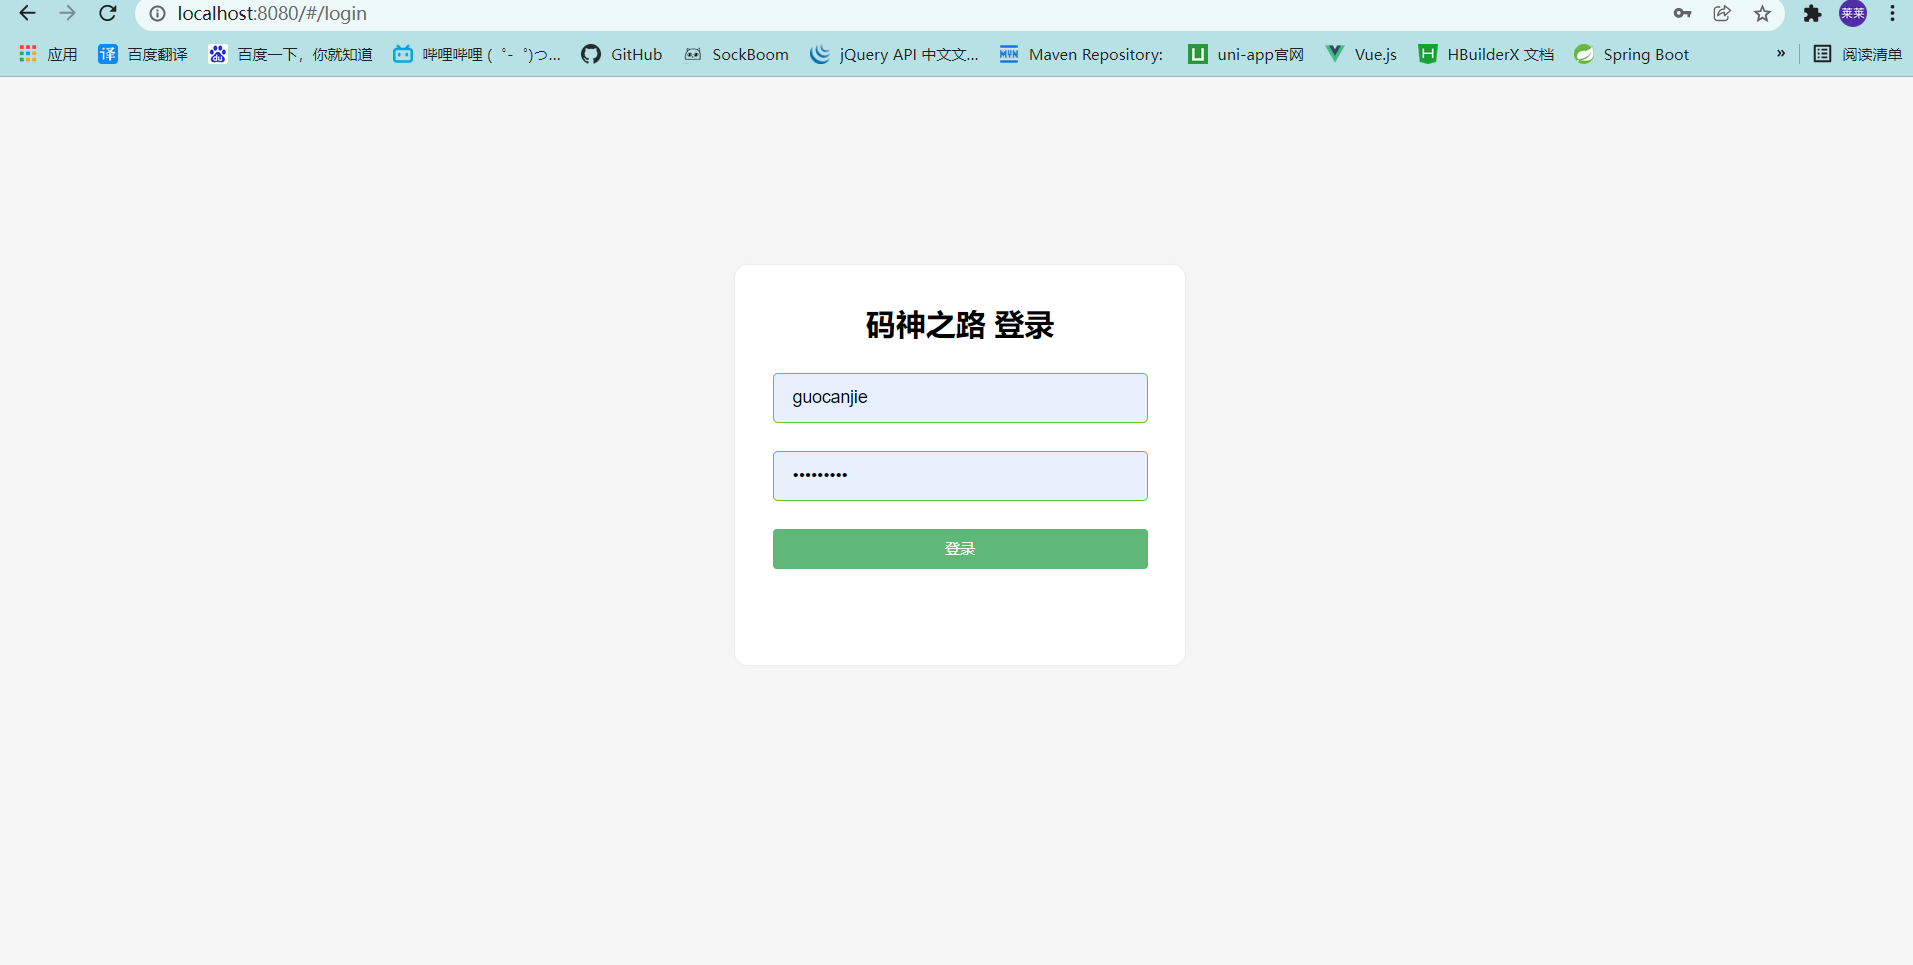 localhost:8080/#/login
莱莱
应用 百度翻译 百度一下，你就知道 哔哩哔哩 (゜-゜)つ... GitHub SockBoom jQuery API 中文文... Maven Repository: uni-app官网 Vue.js HBuilderX 文档 Spring Boot » 阅读清单
码神之路 登录
guocanjie
•••••••••
登录